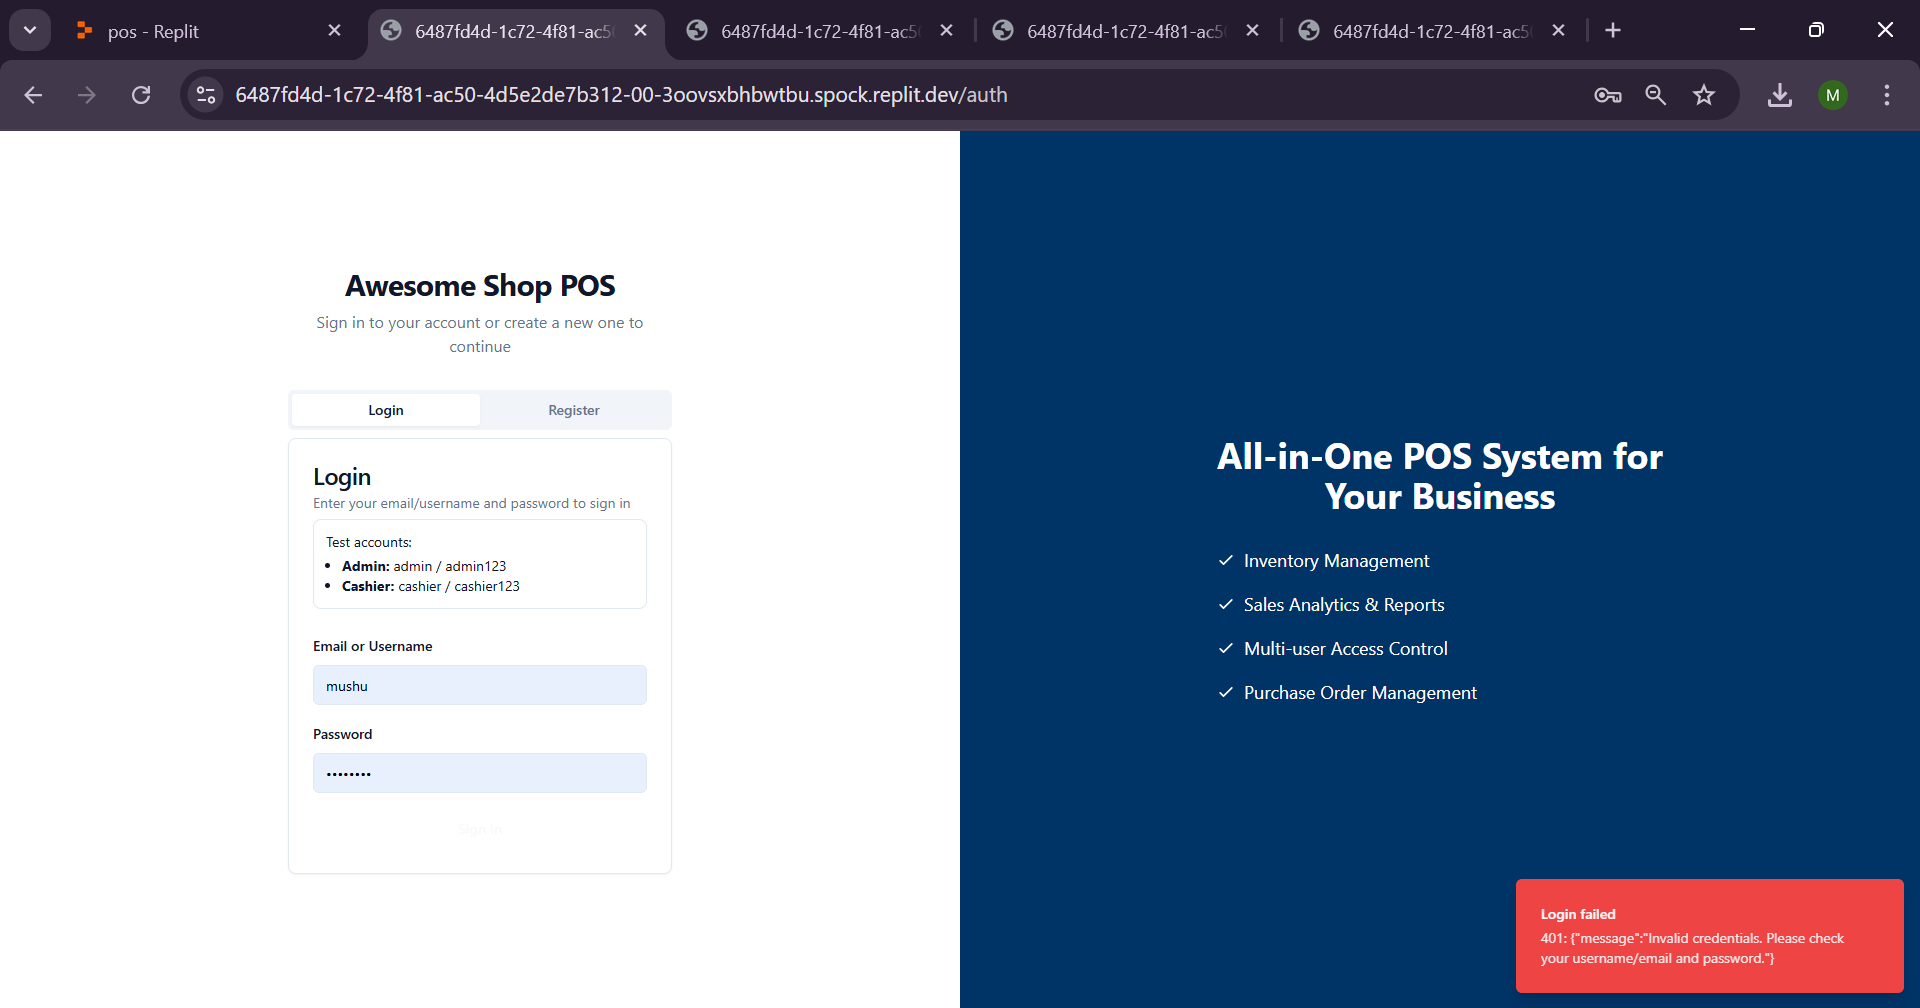 pos - Replit
6487fd4d-1c72-4f81-ac5
6487fd4d-1c72-4f81-ac5
6487fd4d-1c72-4f81-ac5
6487fd4d-1c72-4f81-ac5
6487fd4d-1c72-4f81-ac50-4d5e2de7b312-00-3oovsxbhbwtbu.spock.replit.dev/auth
M
Awesome Shop POS
Sign in to your account or create a new one to
continue
Login
Register
Login
Enter your email/username and password to sign in
Test accounts:
• Admin: admin / admin123
• Cashier: cashier / cashier123
Email or Username
mushu
Password
••••••••
Sign In
All-in-One POS System for
Your Business
✓ Inventory Management
✓ Sales Analytics & Reports
✓ Multi-user Access Control
✓ Purchase Order Management
Login failed
401: {"message":"Invalid credentials. Please check
your username/email and password."}